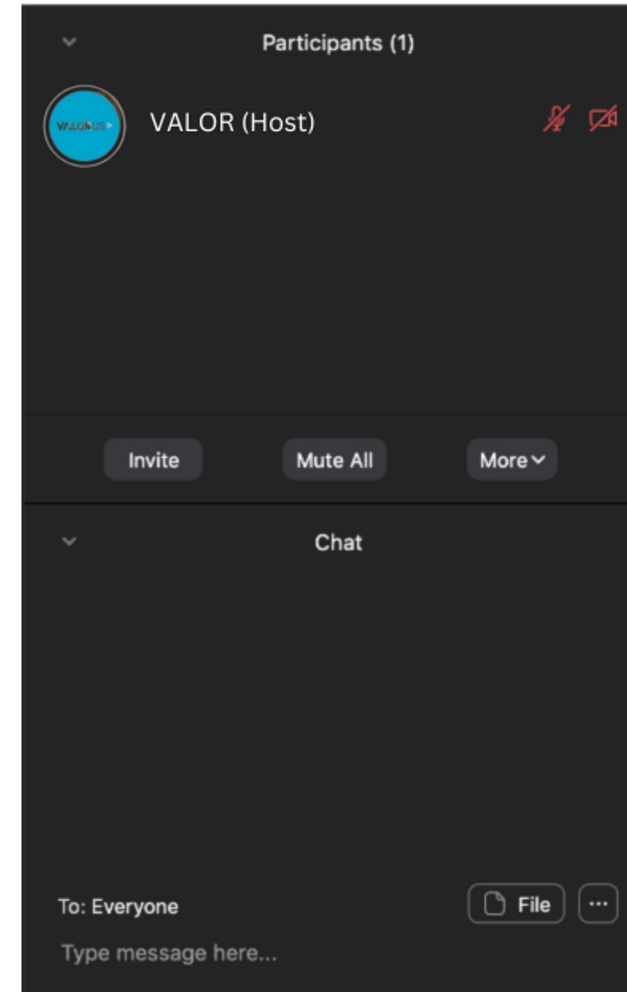 Participants (1)
VALOR (Host)
Invite
Mute All
More
Chat
To: Everyone
File
Type message here...